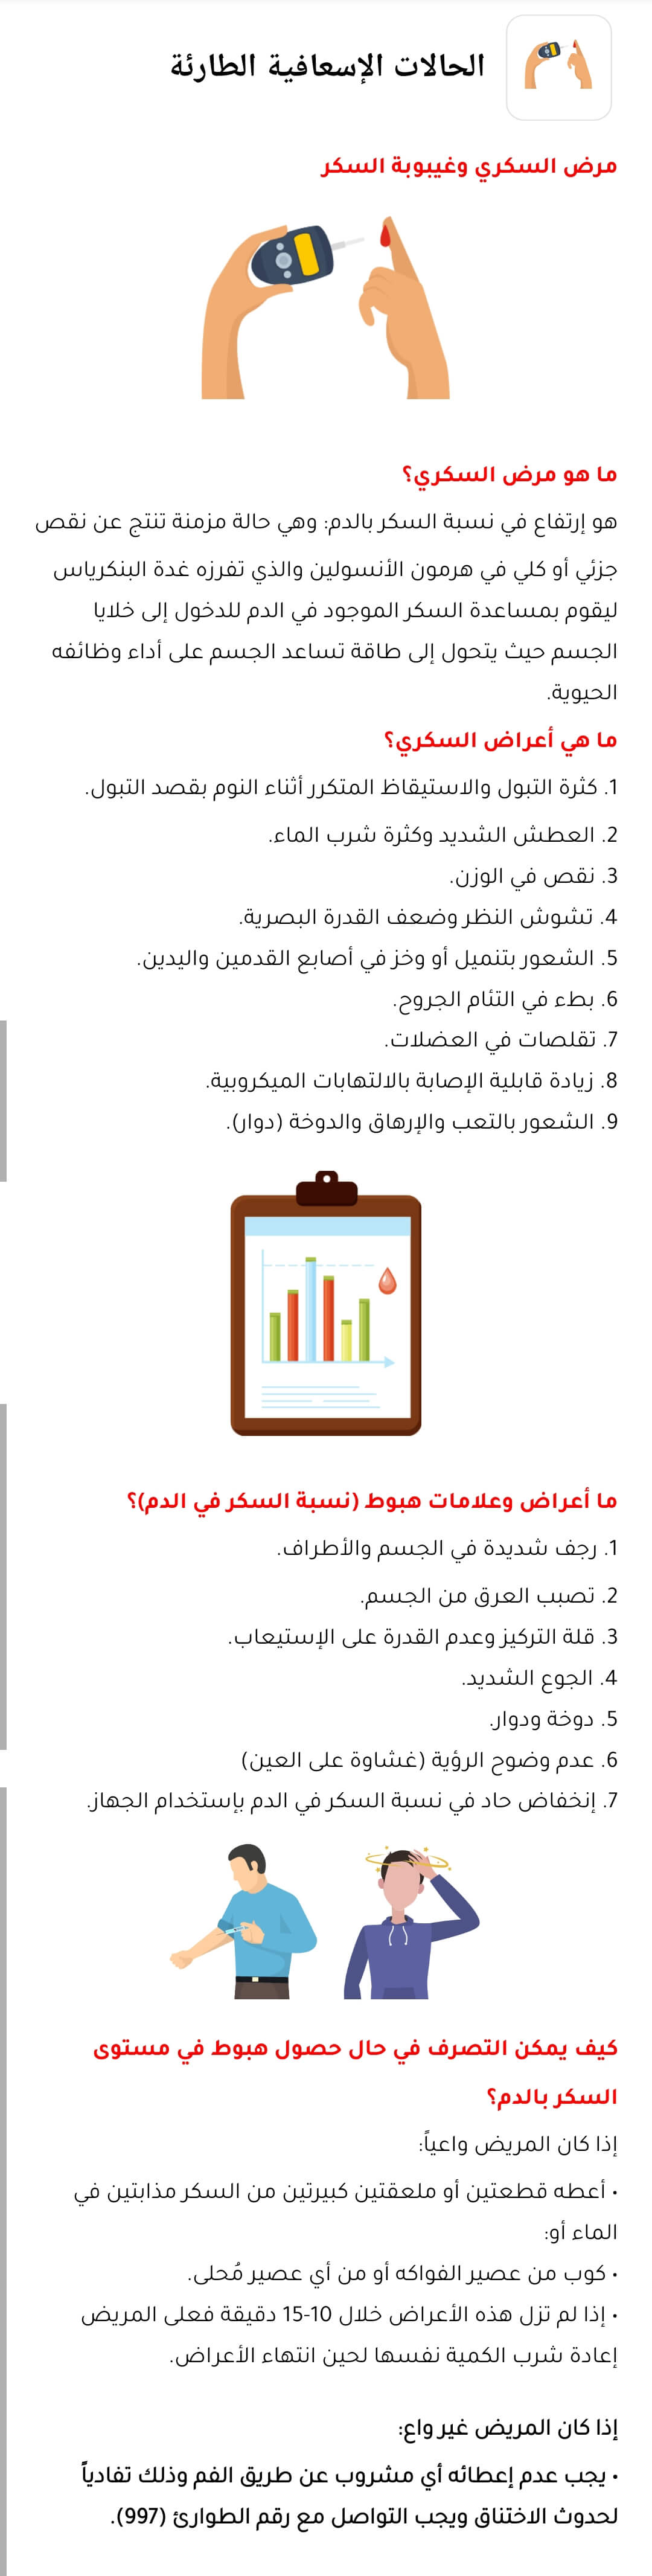 الحالات الإسعافية الطارئة
مرض السكري وغيبوبة السكر
ما هو مرض السكري؟
هو إرتفاع في نسبة السكر بالدم: وهي حالة مزمنة تنتج عن نقص
جزئي أو كلي في هرمون الأنسولين والذي تفرزه غدة البنكرياس
ليقوم بمساعدة السكر الموجود في الدم للدخول إلى خلايا
الجسم حيث يتحول إلى طاقة تساعد الجسم على أداء وظائفه
الحيوية.
ما هي أعراض السكري؟
1. كثرة التبول والاستيقاظ المتكرر أثناء النوم بقصد التبول.
2. العطش الشديد وكثرة شرب الماء.
3. نقص في الوزن.
4. تشوش النظر وضعف القدرة البصرية.
5. الشعور بتنميل أو وخز في أصابع القدمين واليدين.
6. بطء في التئام الجروح.
7. تقلصات في العضلات.
8. زيادة قابلية الإصابة بالالتهابات الميكروبية.
9. الشعور بالتعب والإرهاق والدوخة (دوار).
ما أعراض وعلامات هبوط (نسبة السكر في الدم)؟
1. رجف شديدة في الجسم والأطراف.
2. تصبب العرق من الجسم.
3. قلة التركيز وعدم القدرة على الإستيعاب.
4. الجوع الشديد.
5. دوخة ودوار.
6. عدم وضوح الرؤية (غشاوة على العين)
7. إنخفاض حاد في نسبة السكر في الدم بإستخدام الجهاز.
كيف يمكن التصرف في حال حصول هبوط في مستوى
السكر بالدم؟
إذا كان المريض واعياً:
• أعطه قطعتين أو ملعقتين كبيرتين من السكر مذابتين في
الماء أو:
• كوب من عصير الفواكه أو من أي عصير مُحلى.
• إذا لم تزل هذه الأعراض خلال 10-15 دقيقة فعلى المريض
إعادة شرب الكمية نفسها لحين انتهاء الأعراض.
إذا كان المريض غير واع:
• يجب عدم إعطائه أي مشروب عن طريق الفم وذلك تفادياً
لحدوث الاختناق ويجب التواصل مع رقم الطوارئ (997).